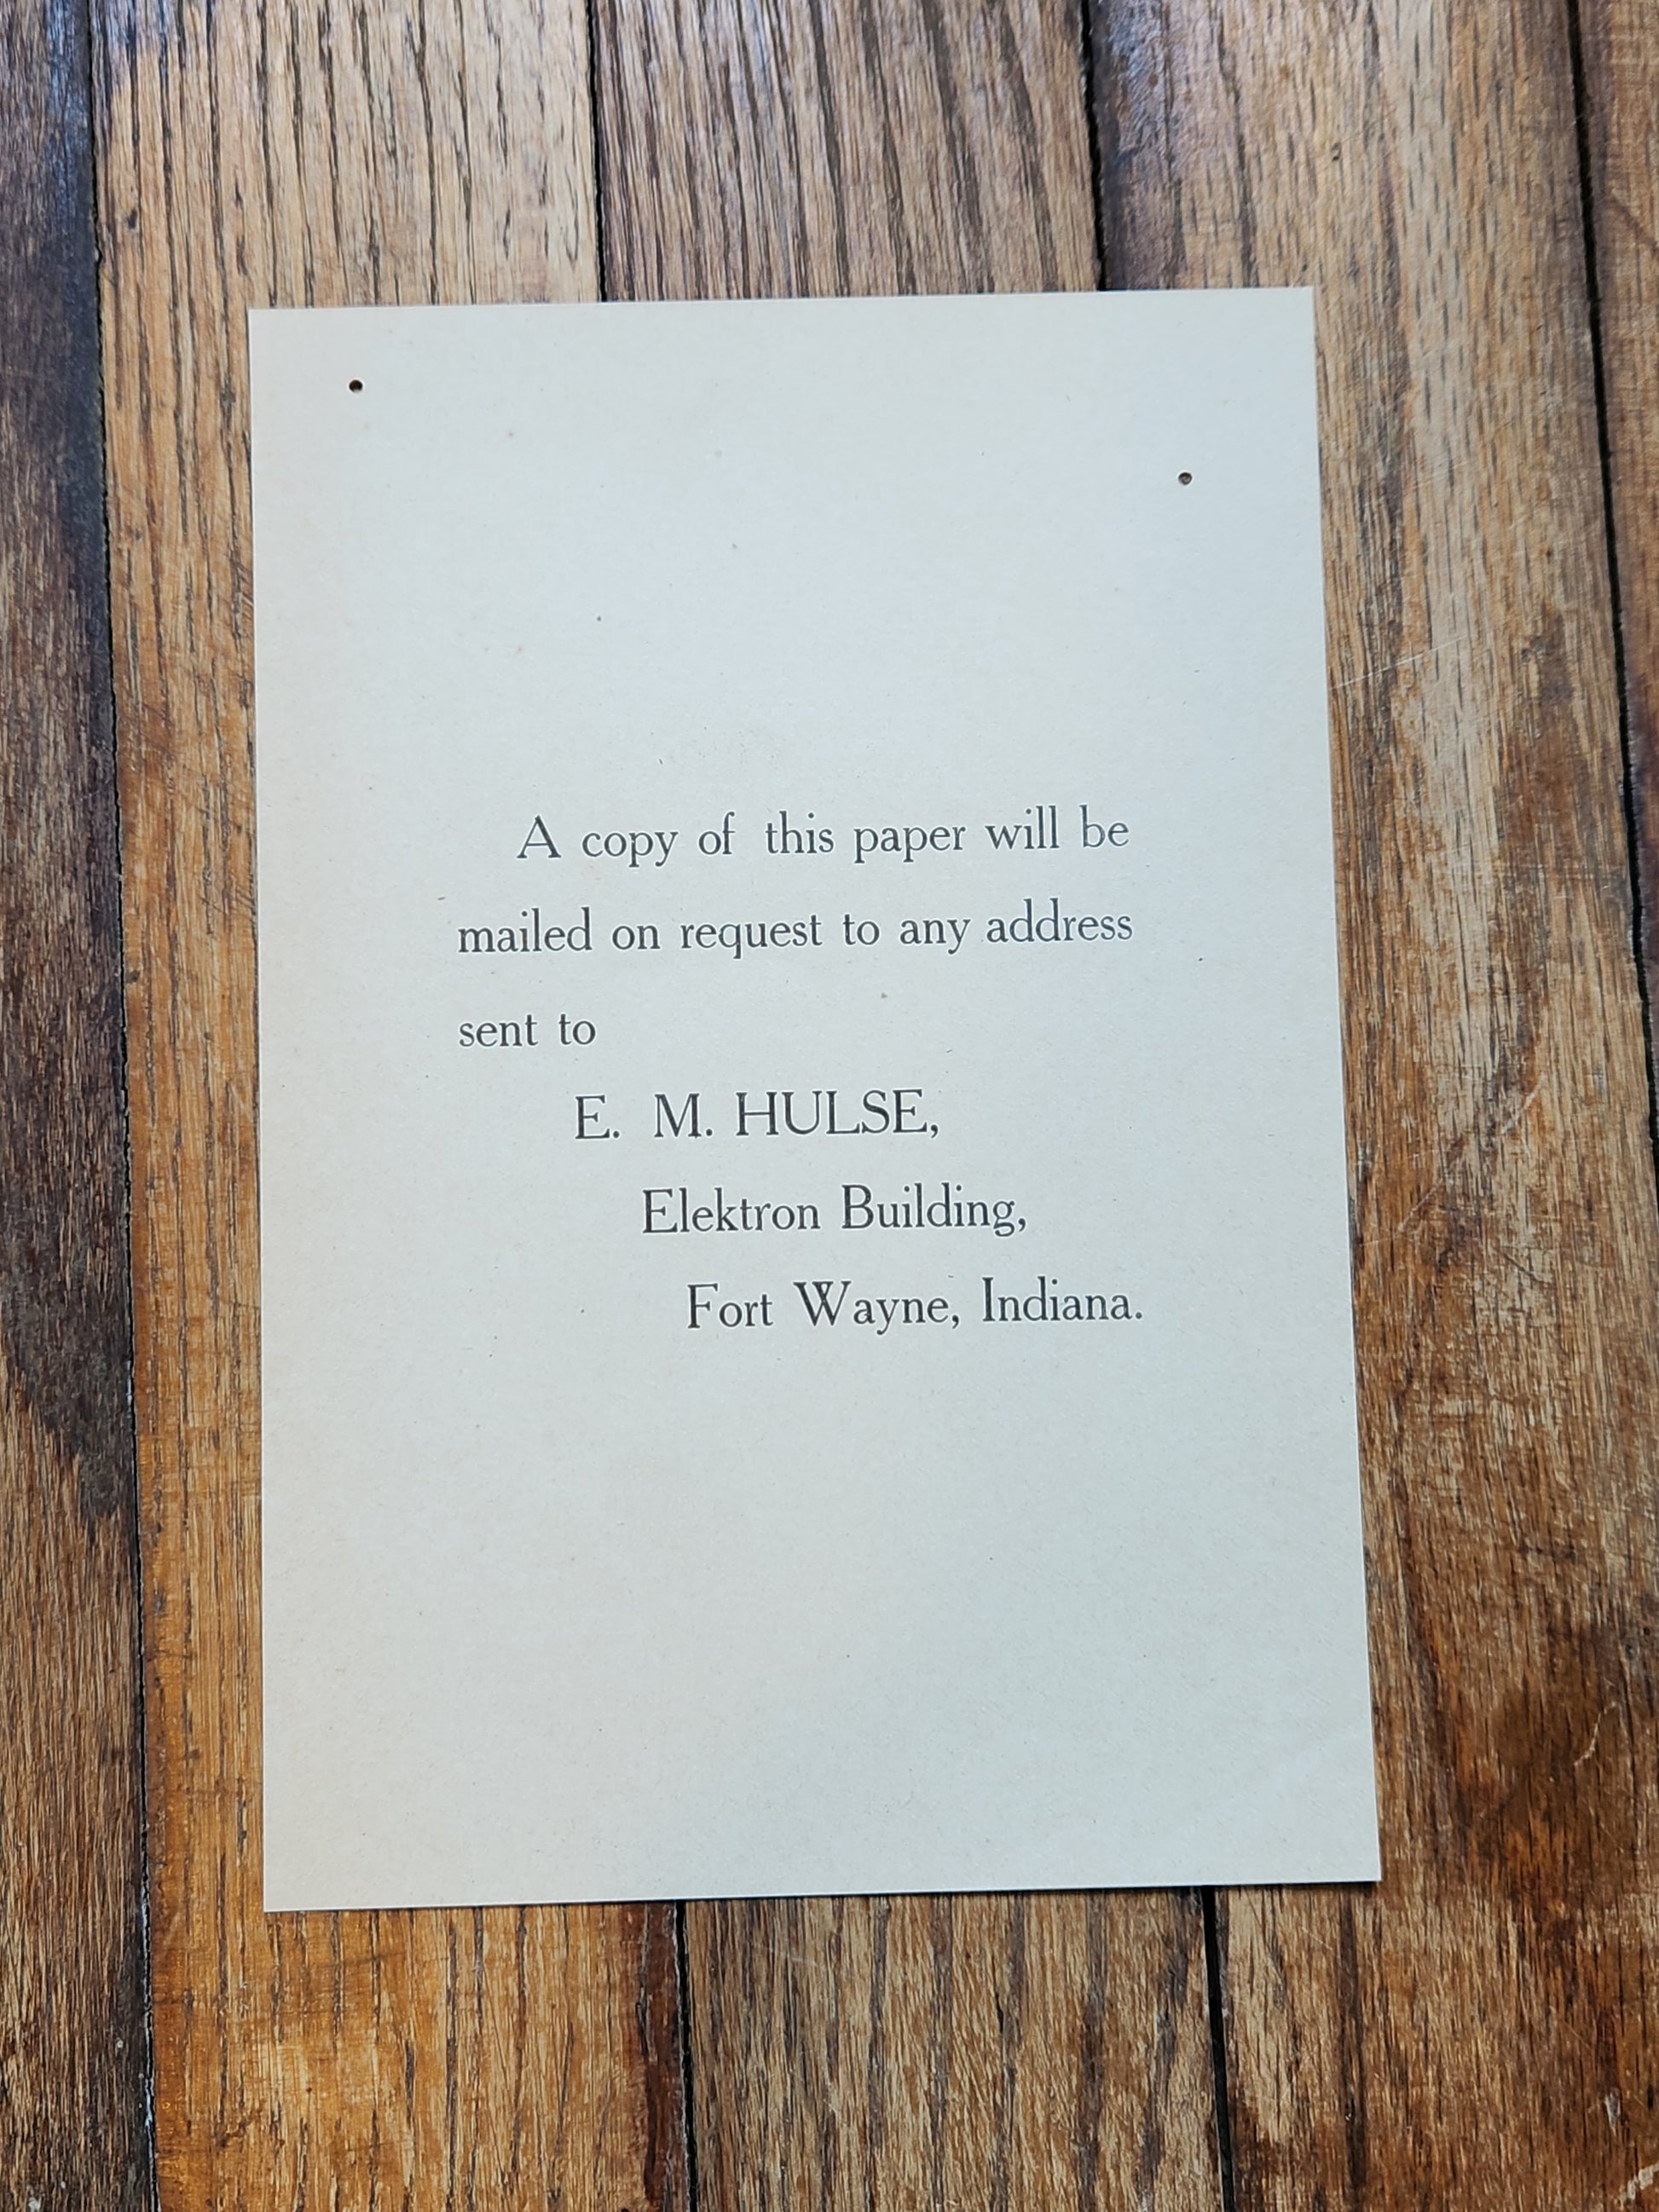 A copy of this paper will be
mailed on request to any address
sent to
E. M. HULSE,
Elektron Building,
Fort Wayne, Indiana.